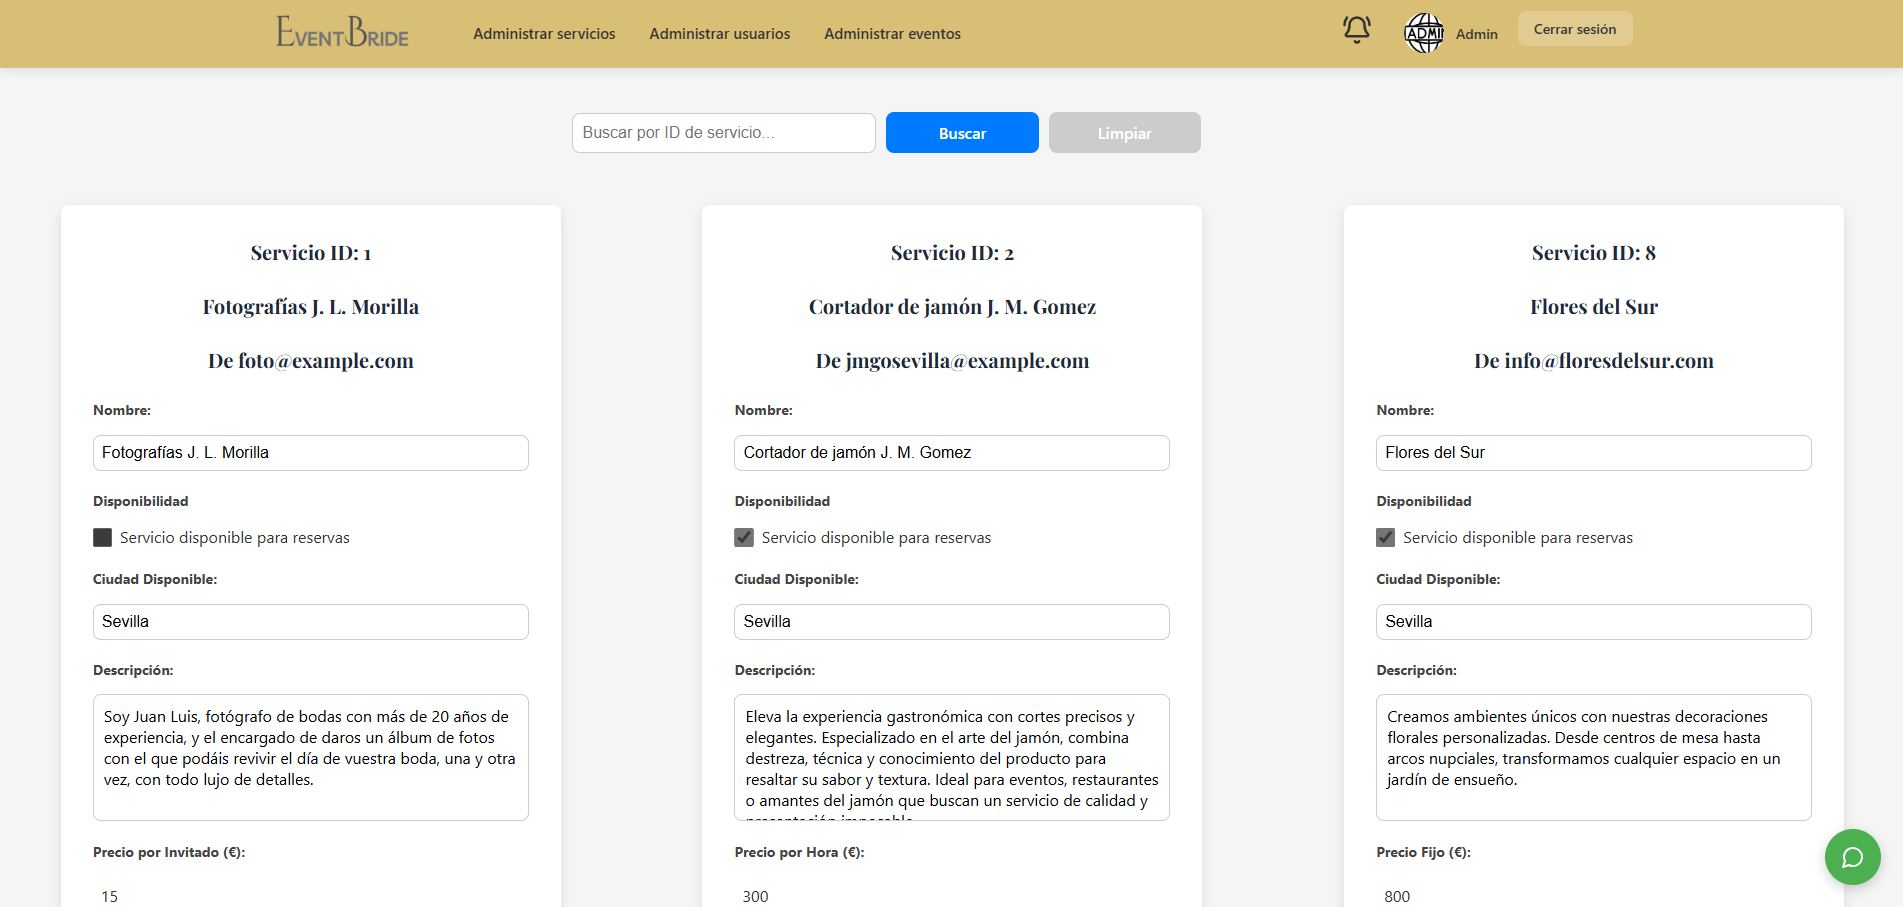 EVENTBRIDE
Administrar servicios
Administrar usuarios
Administrar eventos
ADMI
Admin
Cerrar sesión
Buscar por ID de servicio...
Buscar
Limpiar
Servicio ID: 1
Fotografías J. L. Morilla
De foto@example.com
Nombre:
Fotografías J. L. Morilla
Disponibilidad
Servicio disponible para reservas
Ciudad Disponible:
Sevilla
Descripción:
Soy Juan Luis, fotógrafo de bodas con más de 20 años de
experiencia, y el encargado de daros un álbum de fotos
con el que podáis revivir el día de vuestra boda, una y otra
vez, con todo lujo de detalles.
Precio por Invitado (€):
15
Servicio ID: 2
Cortador de jamón J. M. Gomez
De jmgosevilla@example.com
Nombre:
Cortador de jamón J. M. Gomez
Disponibilidad
Servicio disponible para reservas
Ciudad Disponible:
Sevilla
Descripción:
Eleva la experiencia gastronómica con cortes precisos y
elegantes. Especializado en el arte del jamón, combina
destreza, técnica y conocimiento del producto para
resaltar su sabor y textura. Ideal para eventos, restaurantes
o amantes del jamón que buscan un servicio de calidad y
Precio por Hora (€):
300
Servicio ID: 8
Flores del Sur
De info@floresdelsur.com
Nombre:
Flores del Sur
Disponibilidad
Servicio disponible para reservas
Ciudad Disponible:
Sevilla
Descripción:
Creamos ambientes únicos con nuestras decoraciones
florales personalizadas. Desde centros de mesa hasta
arcos nupciales, transformamos cualquier espacio en un
jardín de ensueño.
Precio Fijo (€):
800